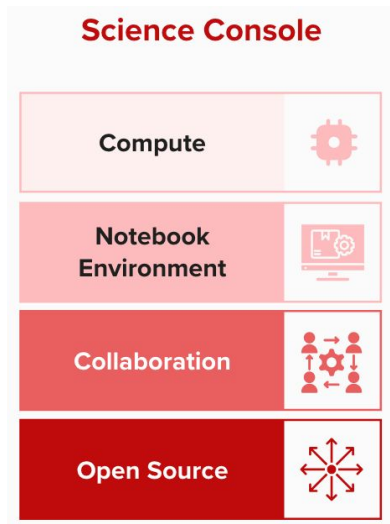 Science Console
Compute
Notebook
Environment
Collaboration
Open Source